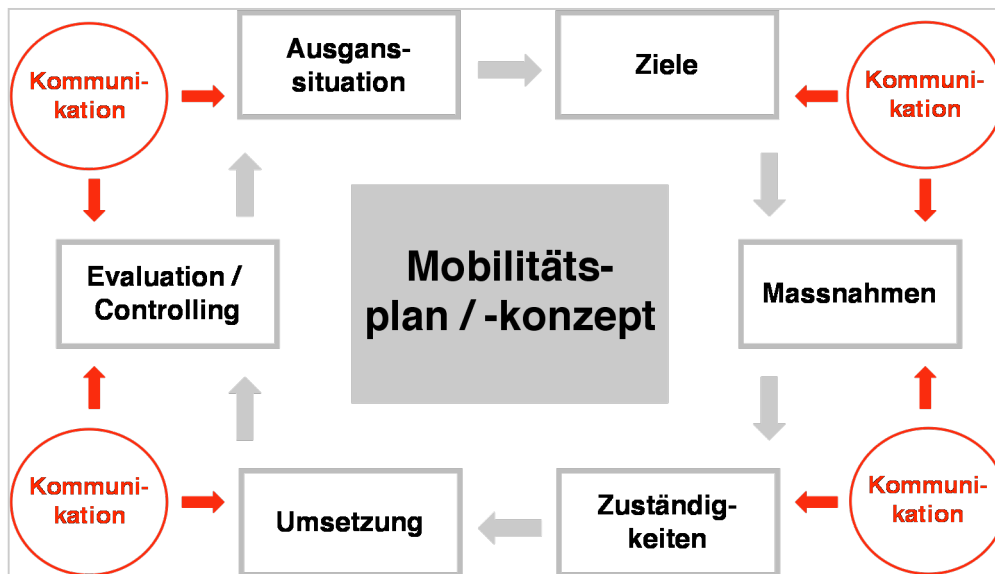 Kommuni-
kation
Ausganss-
situation
Ziele
Kommuni-
kation
Evaluation /
Controlling
Mobilitäts-
plan / -konzept
Massnahmen
Kommuni-
kation
Umsetzung
Zuständig-
keiten
Kommuni-
kation